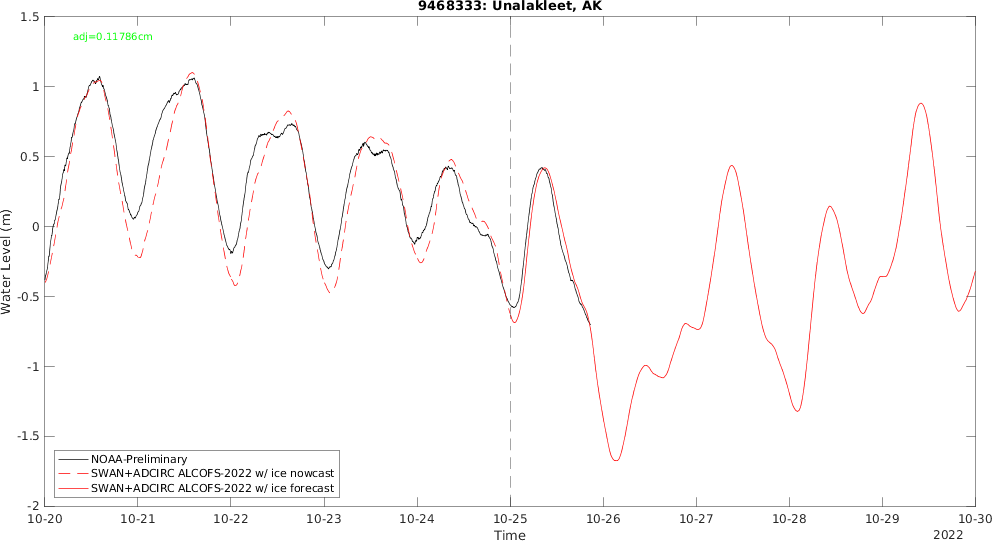 9468333: Unalakleet, AK
adj=0.11786cm
1.5
1
0.5
0
-0.5
-1
-1.5
-2
Water Level (m)
NOAA-Preliminary
SWAN+ADCIRC ALCOFS-2022 w/ ice nowcast
SWAN+ADCIRC ALCOFS-2022 w/ ice forecast
10-20 10-21 10-22 10-23 10-24 10-25 10-26 10-27 10-28 10-29 10-30
Time
2022